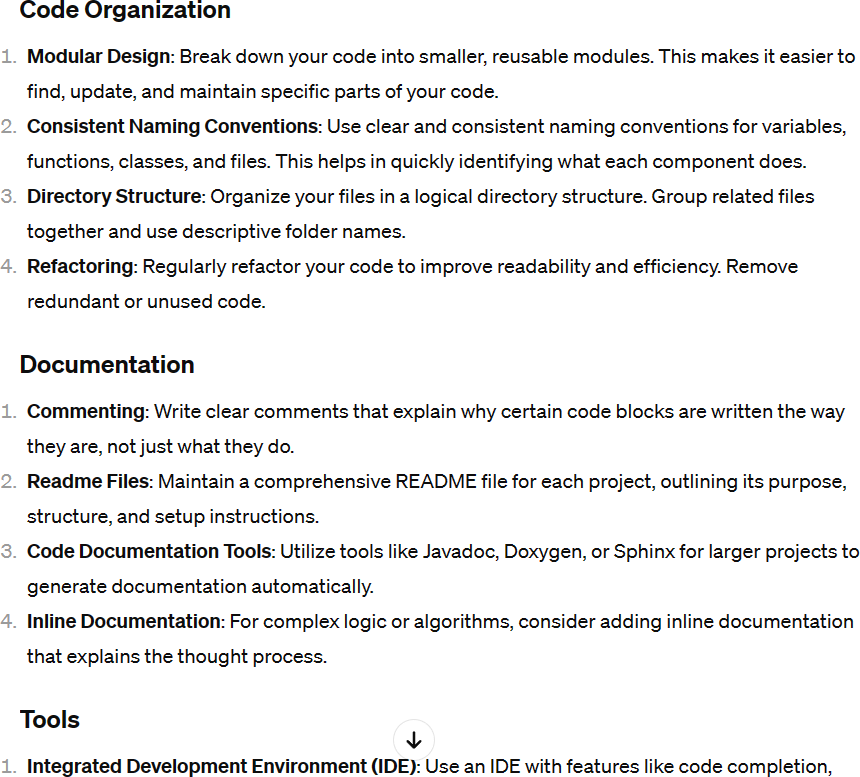 Code Organization
1. Modular Design: Break down your code into smaller, reusable modules. This makes it easier to
find, update, and maintain specific parts of your code.
2. Consistent Naming Conventions: Use clear and consistent naming conventions for variables,
functions, classes, and files. This helps in quickly identifying what each component does.
3. Directory Structure: Organize your files in a logical directory structure. Group related files
together and use descriptive folder names.
4. Refactoring: Regularly refactor your code to improve readability and efficiency. Remove
redundant or unused code.
Documentation
1. Commenting: Write clear comments that explain why certain code blocks are written the way
they are, not just what they do.
2. Readme Files: Maintain a comprehensive README file for each project, outlining its purpose,
structure, and setup instructions.
3. Code Documentation Tools: Utilize tools like Javadoc, Doxygen, or Sphinx for larger projects to
generate documentation automatically.
4. Inline Documentation: For complex logic or algorithms, consider adding inline documentation
that explains the thought process.
Tools
1. Integrated Development Environment (IDE): Use an IDE with features like code completion,